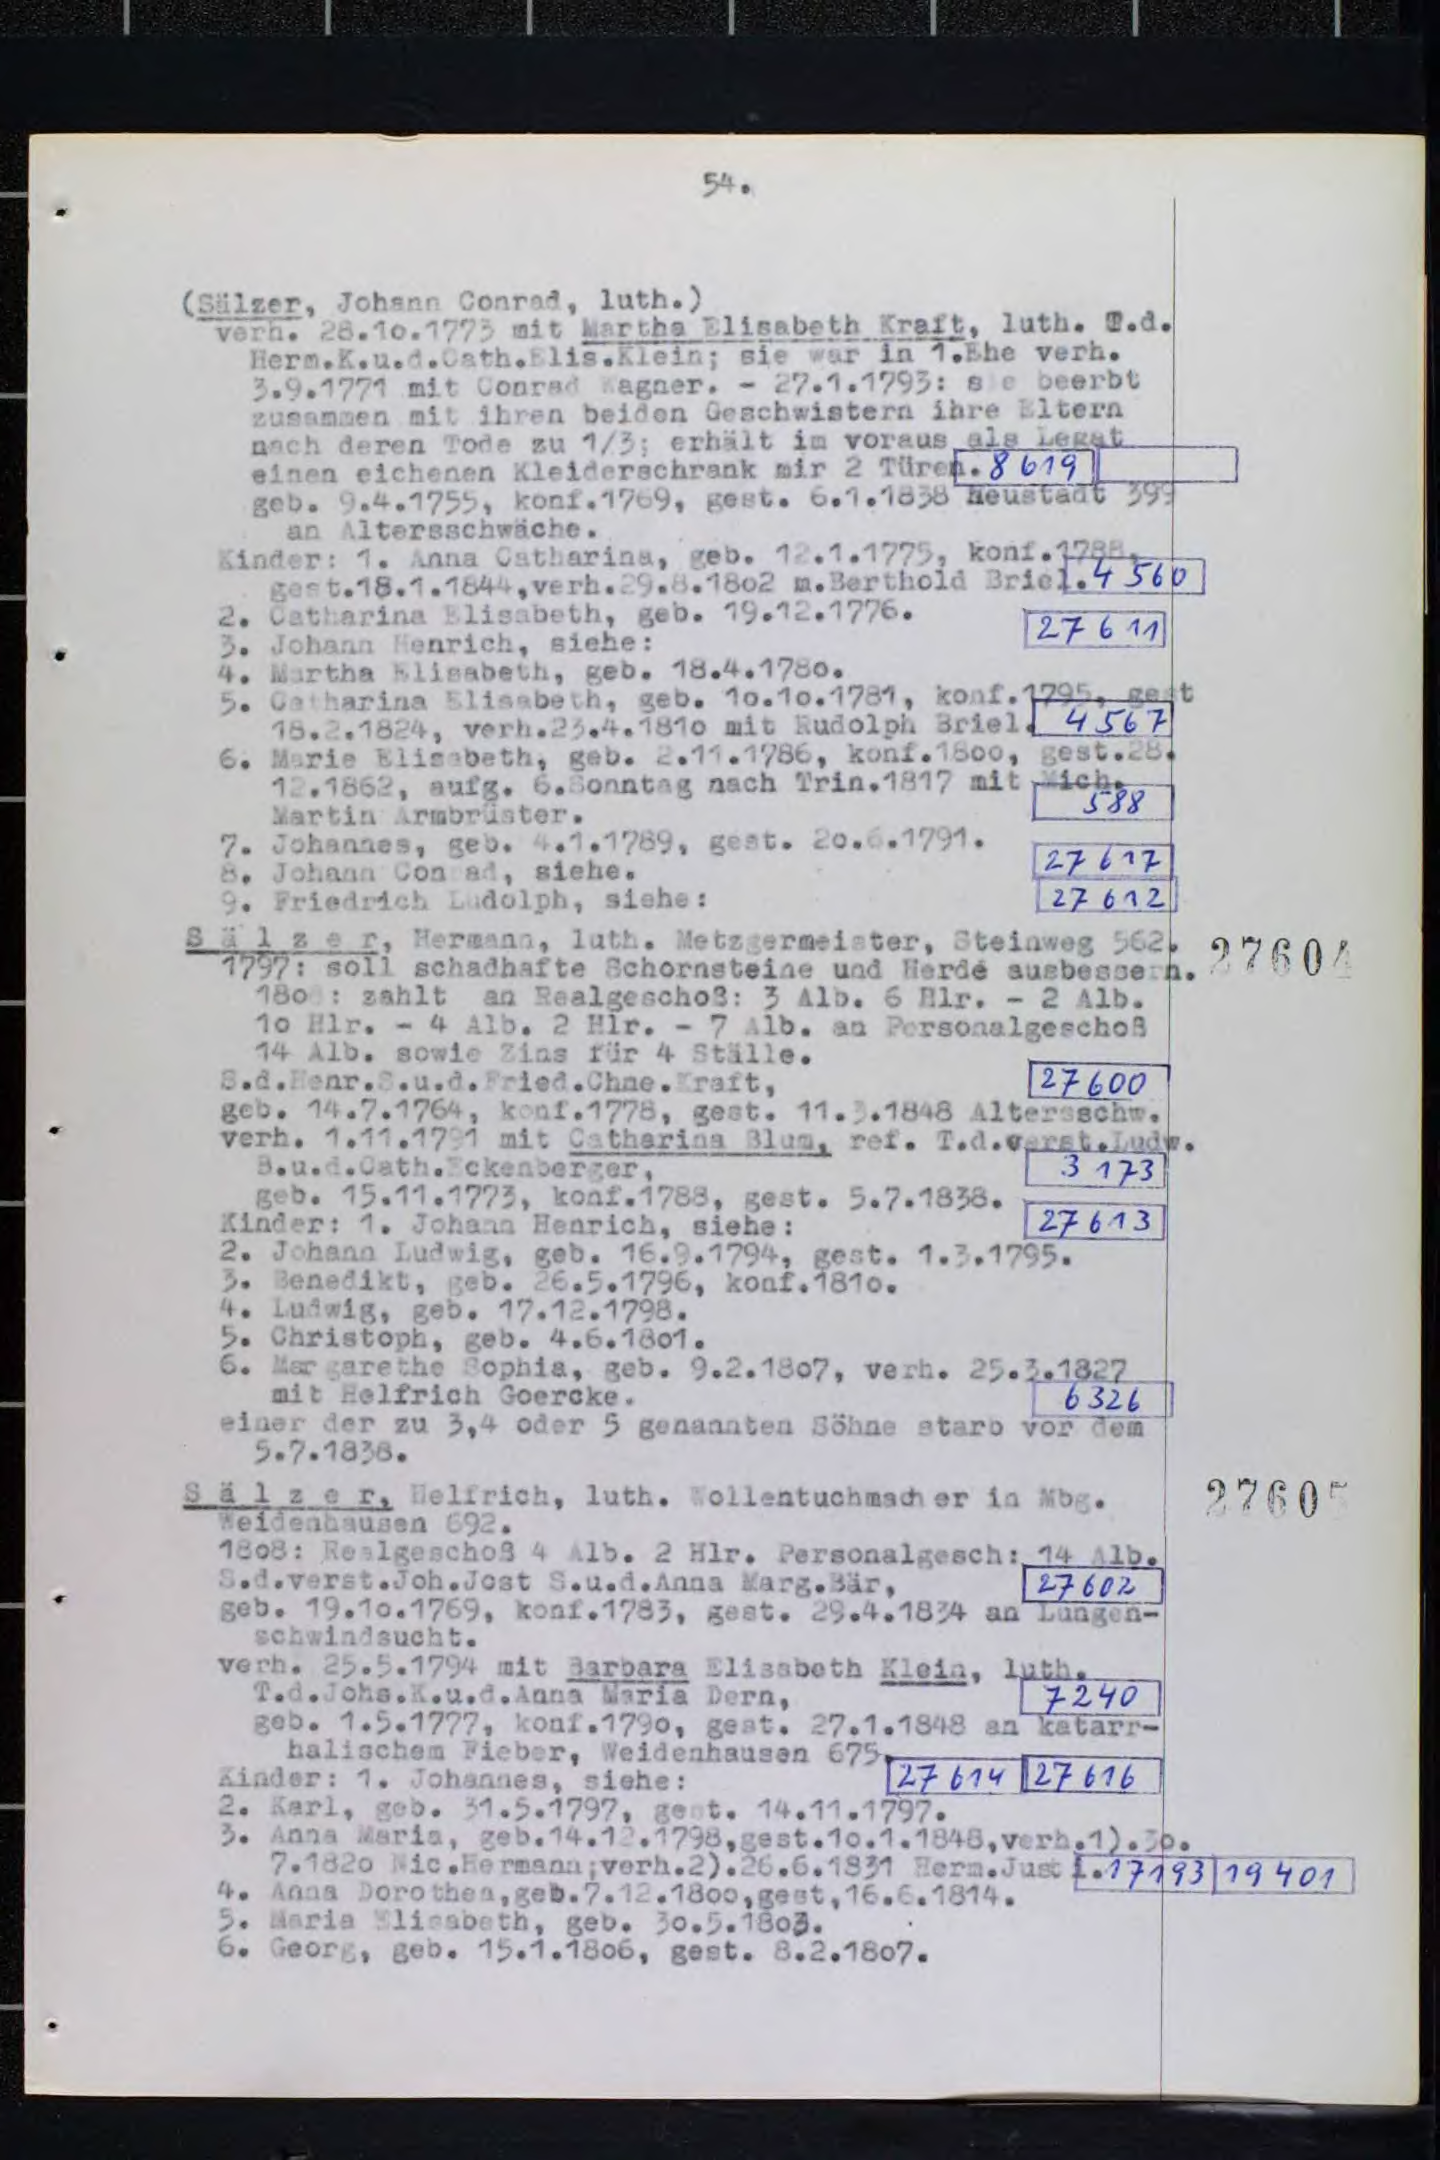 54.
(Sälzer, Johann Conrad, luth.)
verh. 28.10.1773 mit Martha Elisabeth Kraft, luth. T.d.
Herm.K.u.d.Cath.Elis.Klein; sie war in 1.Ehe verh.
3.9.1771 mit Conrad Wagner. - 27.1.1793: sie beerbt
zusammen mit ihren beiden Geschwistern ihre Eltern
nach deren Tode zu 1/3; erhält im voraus als Legat
einen eichenen Kleiderschrank mir 2 Türen. 8619
geb. 9.4.1755, konf.1769, gest. 6.1.1838 Neustadt 399
an Altersschwäche.
Kinder: 1. Anna Catharina, geb. 12.1.1775, konf.1788,
gest.18.1.1844,verh.29.8.1802 m.Berthold Briel. 4560
2. Catharina Elisabeth, geb. 19.12.1776.
3. Johann Henrich, siehe: 27611
4. Martha Elisabeth, geb. 18.4.1780.
5. Catharina Elisabeth, geb. 10.10.1781, konf.1795, gest
18.2.1824, verh.23.4.1810 mit Rudolph Briel. 4567
6. Marie Elisabeth, geb. 2.11.1786, konf.1800, gest.28.
12.1862, aufg. 6.Sonntag nach Trin.1817 mit Mich.
Martin Armbrüster. 588
7. Johannes, geb. 4.1.1789, gest. 20.6.1791.
8. Johann Conrad, siehe. 27617
9. Friedrich Ludolph, siehe: 27612
S ä l z e r, Hermann, luth. Metzgermeister, Steinweg 562. 27604
1797: soll schadhafte Schornsteine und Herde ausbessern.
180 : zahlt an Realgeschoß: 3 Alb. 6 Hlr. - 2 Alb.
10 Hlr. - 4 Alb. 2 Hlr. - 7 Alb. an Personalgeschoß
14 Alb. sowie Zins für 4 Ställe.
S.d.Henr.S.u.d.Fried.Chne.Kraft, 27600
geb. 14.7.1764, konf.1778, gest. 11.3.1848 Altersschw.
verh. 1.11.1791 mit Catharina Blum, ref. T.d.verst.Ludw.
B.u.d.Cath.Eckenberger, 3173
geb. 15.11.1773, konf.1788, gest. 5.7.1838.
Kinder: 1. Johann Henrich, siehe: 27613
2. Johann Ludwig, geb. 16.9.1794, gest. 1.3.1795.
3. Benedikt, geb. 26.5.1796, konf.1810.
4. Ludwig, geb. 17.12.1798.
5. Christoph, geb. 4.6.1801.
6. Margarethe Sophia, geb. 9.2.1807, verh. 25.3.1827
mit Helfrich Goercke. 6326
einer der zu 3,4 oder 5 genannten Söhne starb vor dem
5.7.1838.
S ä l z e r, Helfrich, luth. Wollentuchmacher in Mbg. 27605
Weidenhausen 692.
1808: Realgeschoß 4 Alb. 2 Hlr. Personalgesch: 14 Alb.
S.d.verst.Joh.Jost S.u.d.Anna Marg.Bär, 27602
geb. 19.10.1769, konf.1783, gest. 29.4.1834 an Lungen-
schwindsucht.
verh. 25.5.1794 mit Barbara Elisabeth Klein, luth.
T.d.Johs.K.u.d.Anna Maria Dern, 7240
geb. 1.5.1777, konf.1790, gest. 27.1.1848 an katarr-
halischem Fieber, Weidenhausen 675.
Kinder: 1. Johannes, siehe: 27614 27616
2. Karl, geb. 31.5.1797, gest. 14.11.1797.
3. Anna Maria, geb.14.12.1798,gest.10.1.1848,verh.1).30.
7.1820 Nic.Hermann;verh.2).26.6.1831 Herm.Justi. 17193 19401
4. Anna Dorothea,geb.7.12.1800,gest,16.6.1814.
5. Maria Elisabeth, geb. 30.5.1803.
6. Georg, geb. 15.1.1806, gest. 8.2.1807.